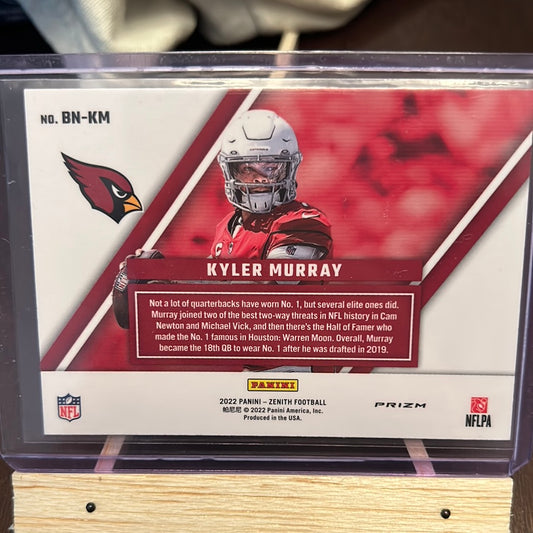 NO. BN-KM
KYLER MURRAY
Not a lot of quarterbacks have worn No. 1, but several elite ones did.
Murray joined two of the best two-way threats in NFL history in Cam
Newton and Michael Vick, and then there's the Hall of Famer who
made the No. 1 famous in Houston: Warren Moon. Overall, Murray
became the 18th QB to wear No. 1 after he was drafted in 2019.
PANINI
2022 PANINI – ZENITH FOOTBALL
帕尼尼 © 2022 Panini America, Inc.
Produced in the USA.
PRIZM
NFL
NFLPA